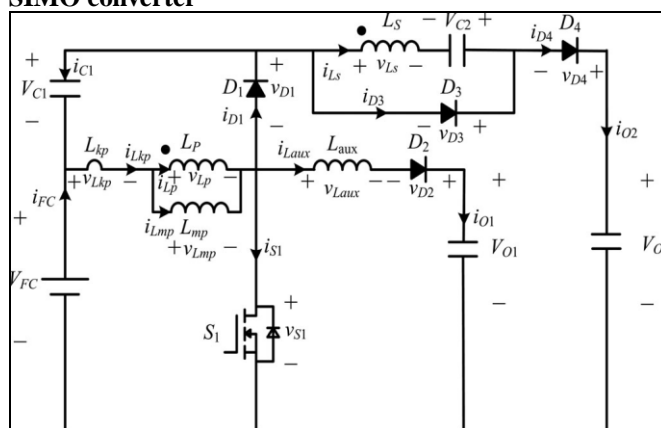 SIMO converter
L_S − V_C2 + D_4
+ i_C1 i_Ls + v_Ls − i_D4 − v_D4 +
V_C1 D_1 v_D1 i_D3 D_3
− i_D1 − − v_D3 + i_O2
L_kp i_Lkp L_P i_Laux L_aux D_2
i_FC + v_Lkp − i_Lp + v_Lp − + v_Laux − − v_D2 + + +
i_Lmp L_mp i_S1 i_O1
+ + v_Lmp − V_O1 V_O
V_FC + − −
S_1 v_S1
− −